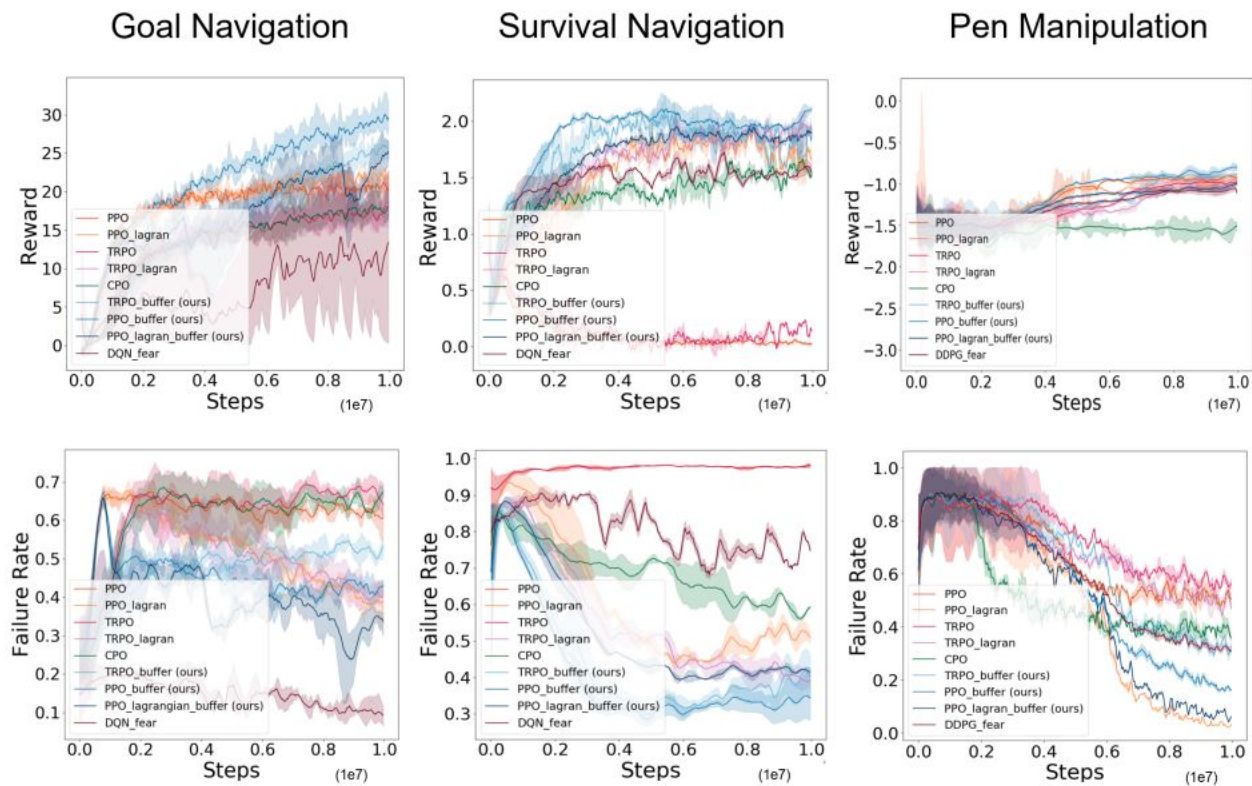 Goal Navigation
Survival Navigation
Pen Manipulation
Reward
30
25
20
15
10
5
0
PPO
PPO_lagran
TRPO
TRPO_lagran
CPO
TRPO_buffer (ours)
PPO_buffer (ours)
PPO_lagran_buffer (ours)
DQN_fear
0.0 0.2 0.4 0.6 0.8 1.0
Steps (1e7)
Reward
2.0
1.5
1.0
0.5
0.0
PPO
PPO_lagran
TRPO
TRPO_lagran
CPO
TRPO_buffer (ours)
PPO_buffer (ours)
PPO_lagran_buffer (ours)
DQN_fear
0.0 0.2 0.4 0.6 0.8 1.0
Steps (1e7)
Reward
0.0
−0.5
−1.0
−1.5
−2.0
−2.5
−3.0
PPO
PPO_lagran
TRPO
TRPO_lagran
CPO
TRPO_buffer (ours)
PPO_buffer (ours)
PPO_lagran_buffer (ours)
DDPG_fear
0.0 0.2 0.4 0.6 0.8 1.0
Steps (1e7)
Failure Rate
0.7
0.6
0.5
0.4
0.3
0.2
0.1
PPO
PPO_lagran
TRPO
TRPO_lagran
CPO
TRPO_buffer (ours)
PPO_buffer (ours)
PPO_lagrangian_buffer (ours)
DQN_fear
0.0 0.2 0.4 0.6 0.8 1.0
Steps (1e7)
Failure Rate
1.0
0.9
0.8
0.7
0.6
0.5
0.4
0.3
PPO
PPO_lagran
TRPO
TRPO_lagran
CPO
TRPO_buffer (ours)
PPO_buffer (ours)
PPO_lagran_buffer (ours)
DQN_fear
0.0 0.2 0.4 0.6 0.8 1.0
Steps (1e7)
Failure Rate
1.0
0.8
0.6
0.4
0.2
0.0
PPO
PPO_lagran
TRPO
TRPO_lagran
CPO
TRPO_buffer (ours)
PPO_buffer (ours)
PPO_lagran_buffer (ours)
DDPG_fear
0.0 0.2 0.4 0.6 0.8 1.0
Steps (1e7)